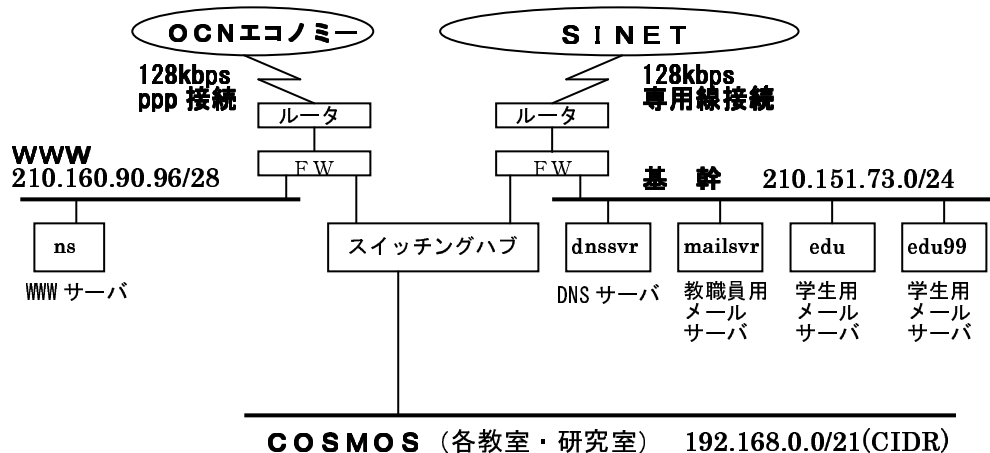 OCNエコノミー
SINET
128kbps
ppp 接続
128kbps
専用線接続
ルータ
ルータ
WWW
210.160.90.96/28
FW
FW
基 幹 210.151.73.0/24
ns
スイッチングハブ
dnssvr
mailsvr
edu
edu99
WWW サーバ
DNS サーバ
教職員用
メール
サーバ
学生用
メール
サーバ
学生用
メール
サーバ
COSMOS (各教室・研究室) 192.168.0.0/21(CIDR)